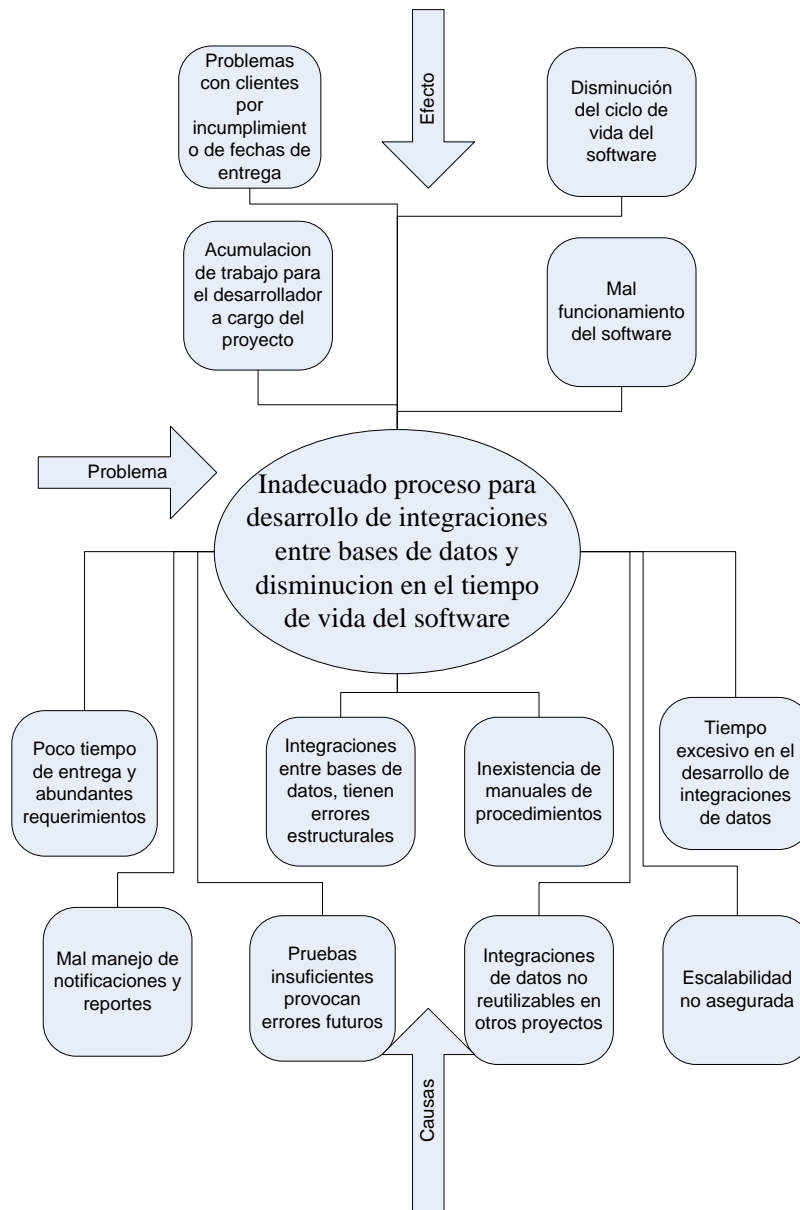 Problemas
con clientes
por
incumplimient
o de fechas de
entrega
Efecto
Disminución
del ciclo de
vida del
software
Acumulacion
de trabajo para
el desarrollador
a cargo del
proyecto
Mal
funcionamiento
del software
Problema
Inadecuado proceso para
desarrollo de integraciones
entre bases de datos y
disminucion en el tiempo
de vida del software
Poco tiempo
de entrega y
abundantes
requerimientos
Integraciones
entre bases de
datos, tienen
errores
estructurales
Inexistencia de
manuales de
procedimientos
Tiempo
excesivo en el
desarrollo de
integraciones
de datos
Mal manejo de
notificaciones y
reportes
Pruebas
insuficientes
provocan
errores futuros
Integraciones
de datos no
reutilizables en
otros proyectos
Escalabilidad
no asegurada
Causas